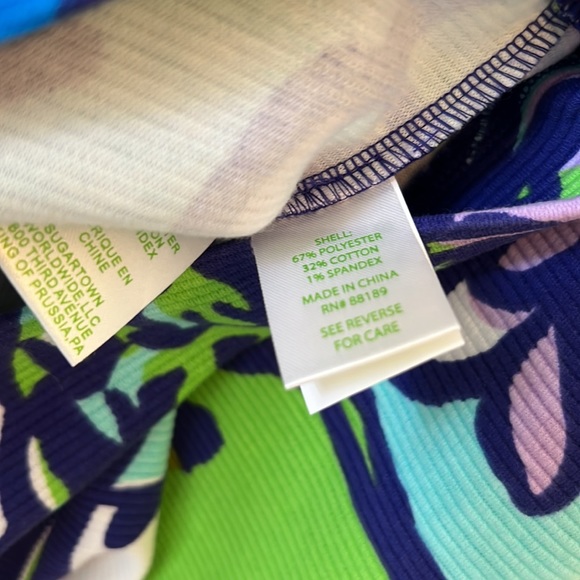 RIQUE EN
CHINE
SUGARTOWN
WORLDWIDE LLC
800 THIRD AVENUE
KING OF PRUSSIA, PA
SHELL:
67% POLYESTER
32% COTTON
1% SPANDEX
MADE IN CHINA
RN# 88189
SEE REVERSE
FOR CARE